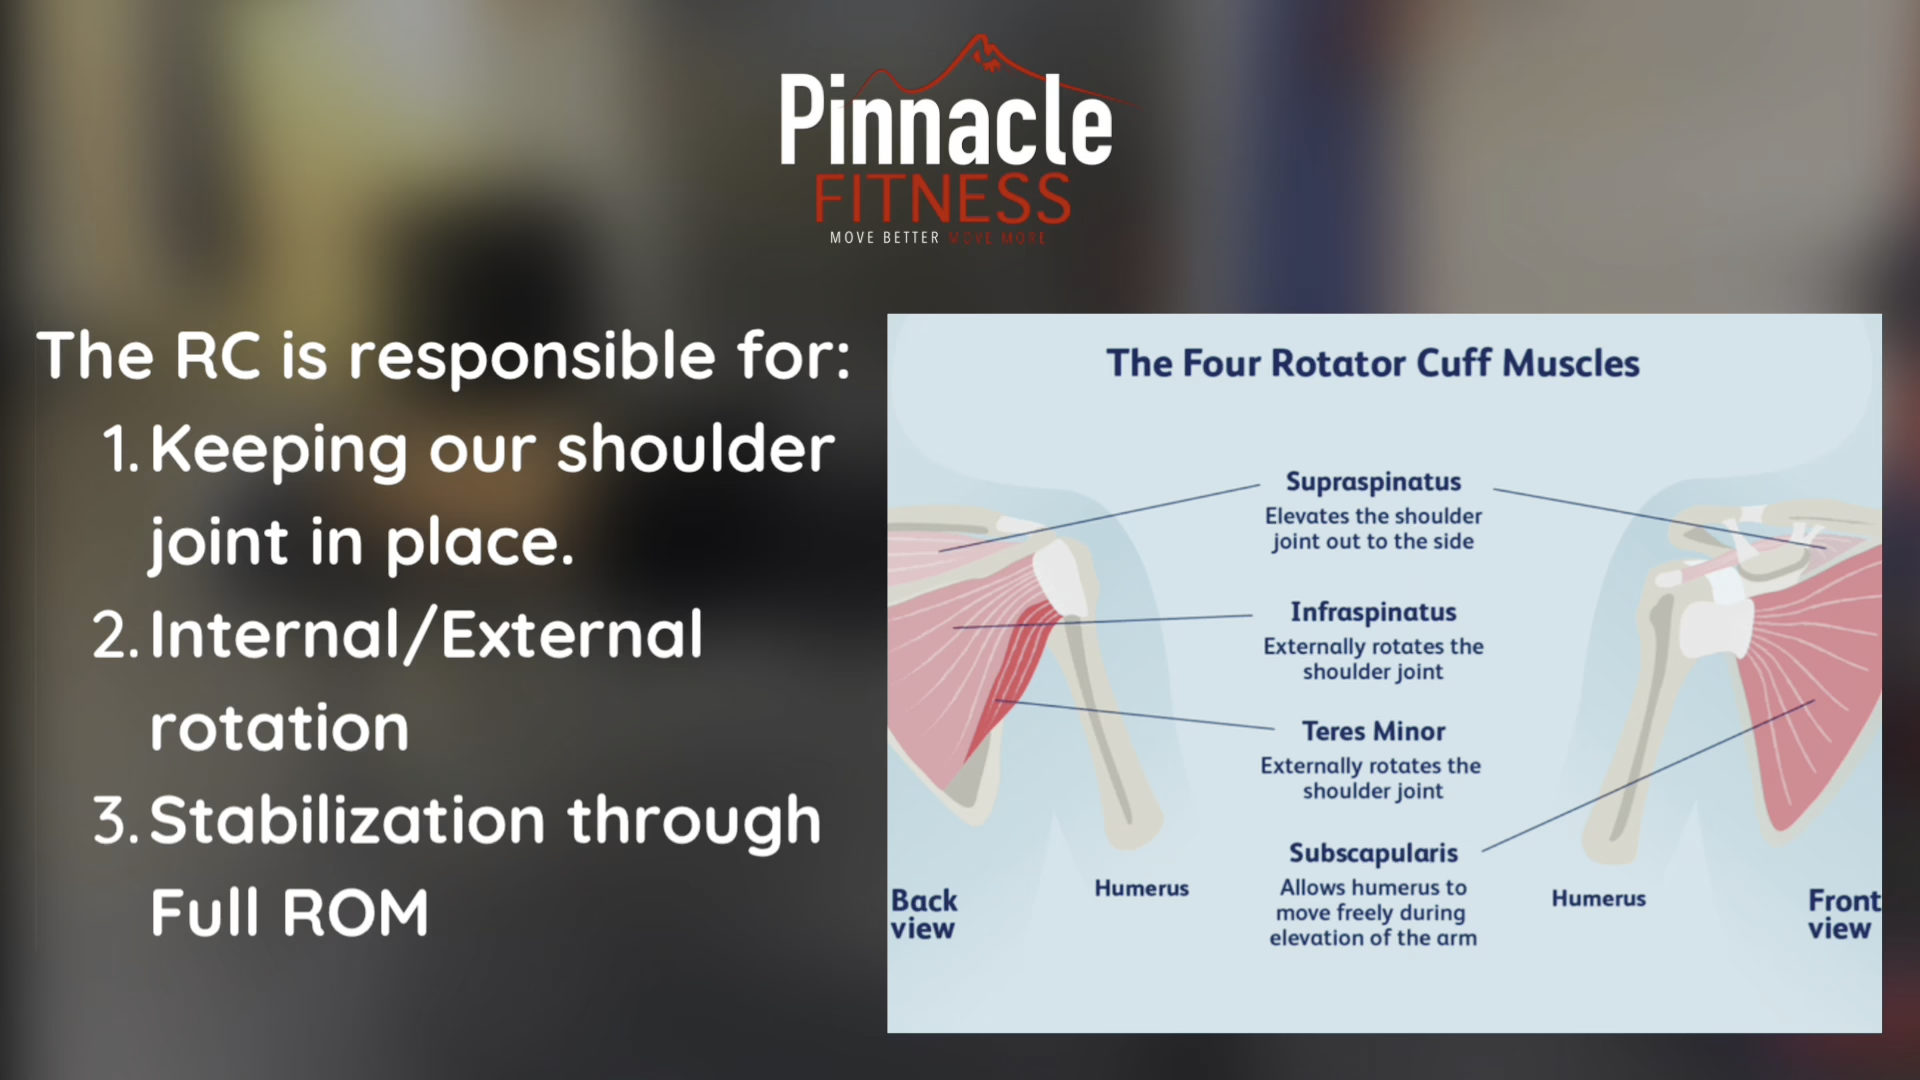 Pinnacle
FITNESS
MOVE BETTER MOVE MORE
The RC is responsible for:
1. Keeping our shoulder
joint in place.
2. Internal/External
rotation
3. Stabilization through
Full ROM
The Four Rotator Cuff Muscles
Supraspinatus
Elevates the shoulder
joint out to the side
Infraspinatus
Externally rotates the
shoulder joint
Teres Minor
Externally rotates the
shoulder joint
Subscapularis
Allows humerus to
move freely during
elevation of the arm
Back
view
Humerus
Humerus
Front
view